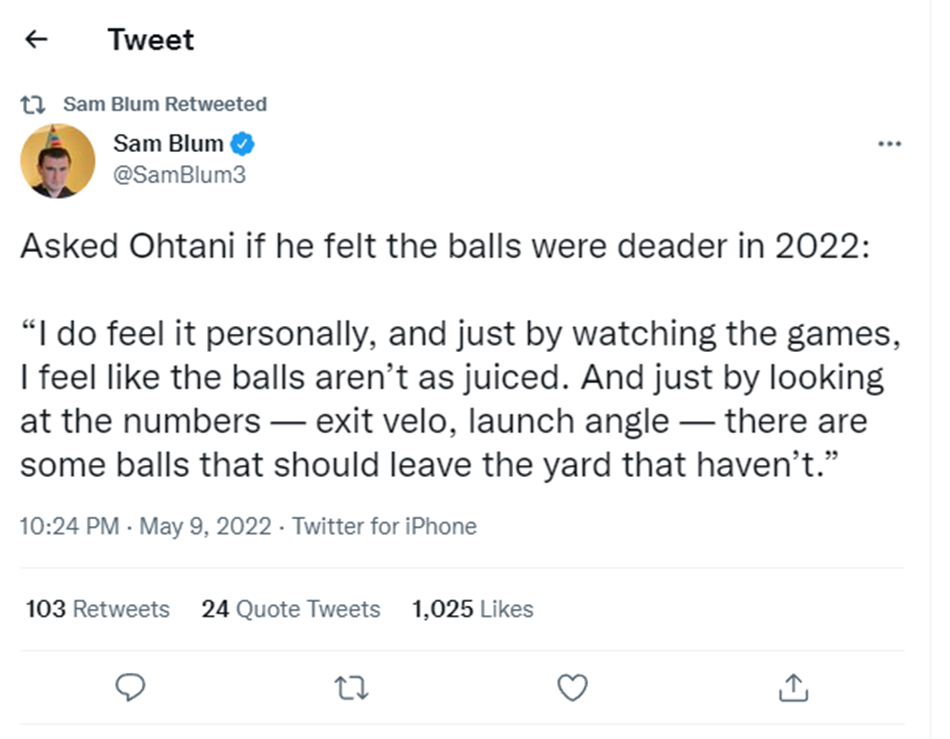 Tweet
Sam Blum Retweeted
Sam Blum
@SamBlum3
Asked Ohtani if he felt the balls were deader in 2022:
“I do feel it personally, and just by watching the games,
I feel like the balls aren’t as juiced. And just by looking
at the numbers — exit velo, launch angle — there are
some balls that should leave the yard that haven’t.”
10:24 PM · May 9, 2022 · Twitter for iPhone
103 Retweets 24 Quote Tweets 1,025 Likes